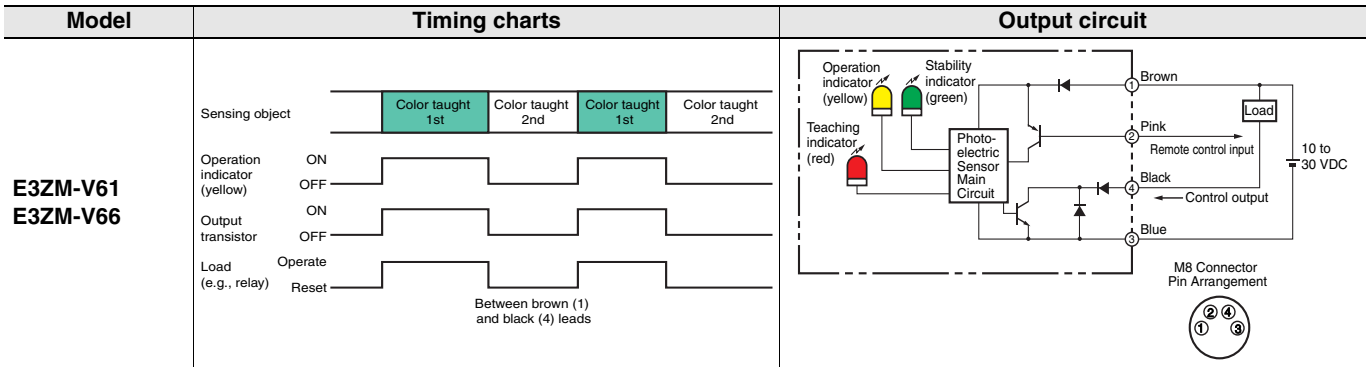 Model
Timing charts
Output circuit
E3ZM-V61
E3ZM-V66
Sensing object
Color taught
1st
Color taught
2nd
Color taught
1st
Color taught
2nd
Operation
indicator
(yellow)
ON
OFF
Output
transistor
ON
OFF
Load
(e.g., relay)
Operate
Reset
Between brown (1)
and black (4) leads
Operation
indicator
(yellow)
Stability
indicator
(green)
Teaching
indicator
(red)
Photo-
electric
Sensor
Main
Circuit
1
Brown
Load
2
Pink
Remote control input
10 to
30 VDC
4
Black
Control output
3
Blue
M8 Connector
Pin Arrangement
2 4
1 3